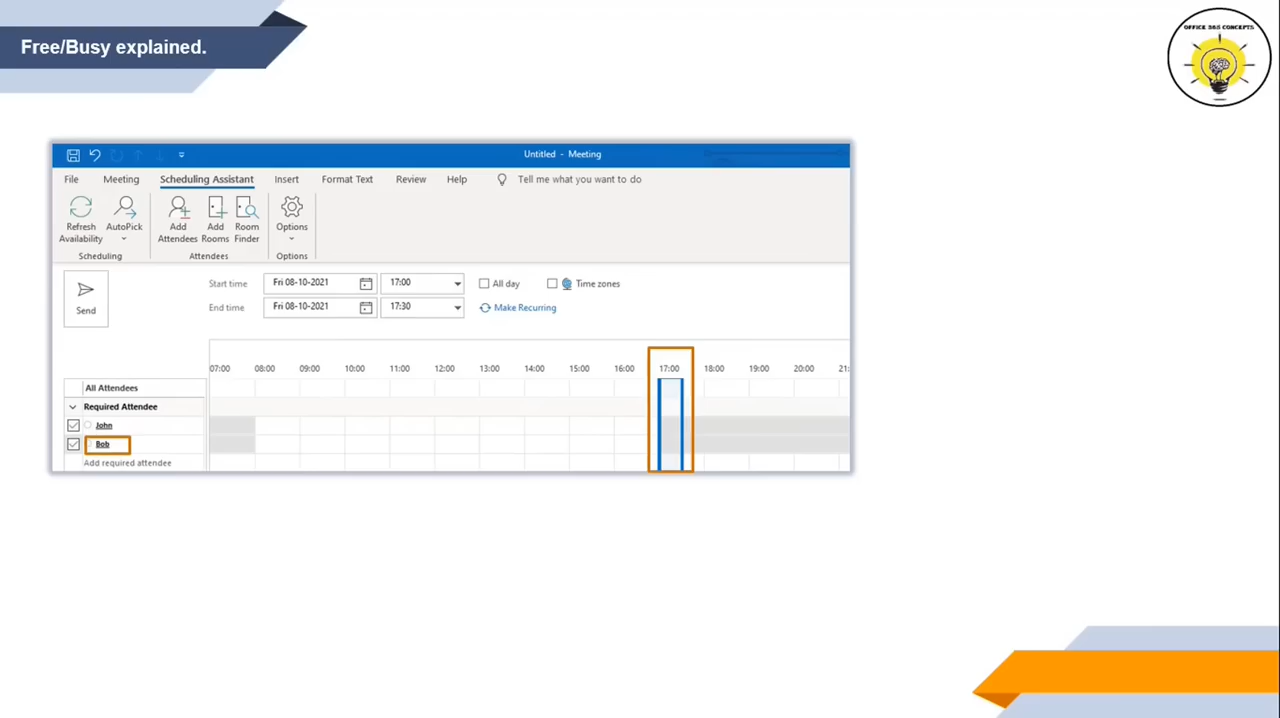 Free/Busy explained.
OFFICE 365 CONCEPTS
Untitled - Meeting
File Meeting Scheduling Assistant Insert Format Text Review Help Tell me what you want to do
Refresh Availability AutoPick Add Attendees Add Rooms Room Finder Options
Scheduling Attendees Options
Send
Start time Fri 08-10-2021 17:00 All day Time zones
End time Fri 08-10-2021 17:30 Make Recurring
07:00 08:00 09:00 10:00 11:00 12:00 13:00 14:00 15:00 16:00 17:00 18:00 19:00 20:00 21:
All Attendees
Required Attendee
John
Bob
Add required attendee